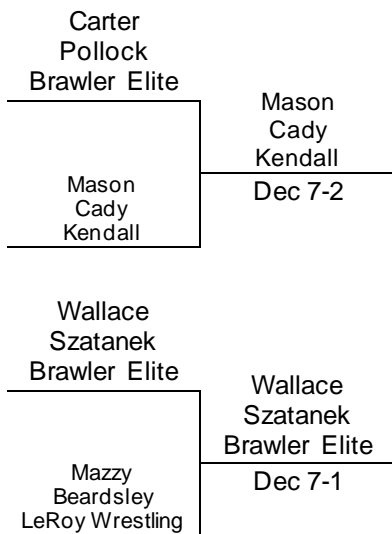 Carter
Pollock
Brawler Elite
Mason
Cady
Kendall
Mason
Cady
Kendall
Dec 7-2
Wallace
Szatanek
Brawler Elite
Mazzy
Beardsley
LeRoy Wrestling
Wallace
Szatanek
Brawler Elite
Dec 7-1